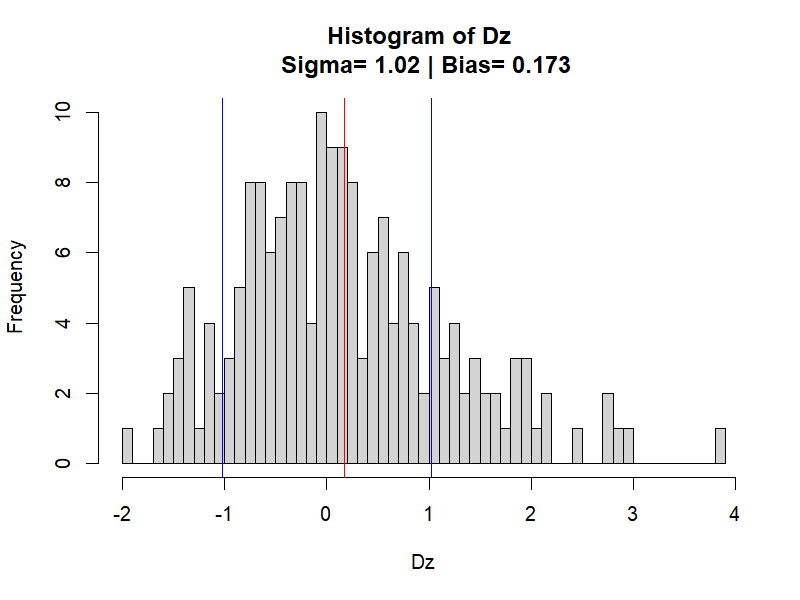 Histogram of Dz
Sigma= 1.02 | Bias= 0.173
Frequency
10
8
6
4
2
0
-2 -1 0 1 2 3 4
Dz